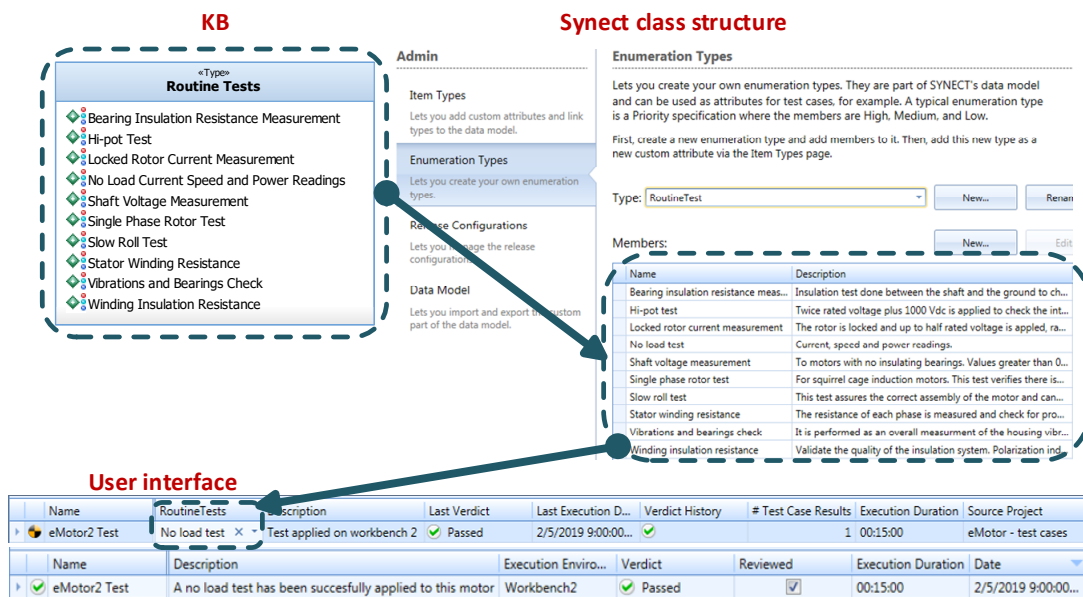 KB
Synect class structure
«Type»
Routine Tests
Bearing Insulation Resistance Measurement
Hi-pot Test
Locked Rotor Current Measurement
No Load Current Speed and Power Readings
Shaft Voltage Measurement
Single Phase Rotor Test
Slow Roll Test
Stator Winding Resistance
Vibrations and Bearings Check
Winding Insulation Resistance
Admin
Item Types
Lets you add custom attributes and link
types to the data model.
Enumeration Types
Lets you create your own enumeration
types.
Release Configurations
Lets you manage the release
configurations.
Data Model
Lets you import and export the custom
part of the data model.
Enumeration Types
Lets you create your own enumeration types. They are part of SYNECT's data model
and can be used as attributes for test cases, for example. A typical enumeration type
is a Priority specification where the members are High, Medium, and Low.
First, create a new enumeration type and add members to it. Then, add this new type as a
new custom attribute via the Item Types page.
Type: RoutineTest New... Renam
Members: New... Edit
Name Description
Bearing insulation resistance meas... Insulation test done between the shaft and the ground to ch...
Hi-pot test Twice rated voltage plus 1000 Vdc is applied to check the int...
Locked rotor current measurement The rotor is locked and up to half rated voltage is appled, ra...
No load test Current, speed and power readings.
Shaft voltage measurement To motors with no insulating bearings. Values greater than 0...
Single phase rotor test For squirrel cage induction motors. This test verifies there is...
Slow roll test This test assures the correct assembly of the motor and can...
Stator winding resistance The resistance of each phase is measured and check for pro...
Vibrations and bearings check It is performed as an overall measurment of the housing vibr...
Winding insulation resistance Validate the quality of the insulation system. Polarization ind...
User interface
Name RoutineTests Description Last Verdict Last Execution D... Verdict History # Test Case Results Execution Duration Source Project
eMotor2 Test No load test Test applied on workbench 2 Passed 2/5/2019 9:00:00... 1 00:15:00 eMotor - test cases
Name Description Execution Enviro... Verdict Reviewed Execution Duration Date
eMotor2 Test A no load test has been succesfully applied to this motor Workbench2 Passed 00:15:00 2/5/2019 9:00:00...